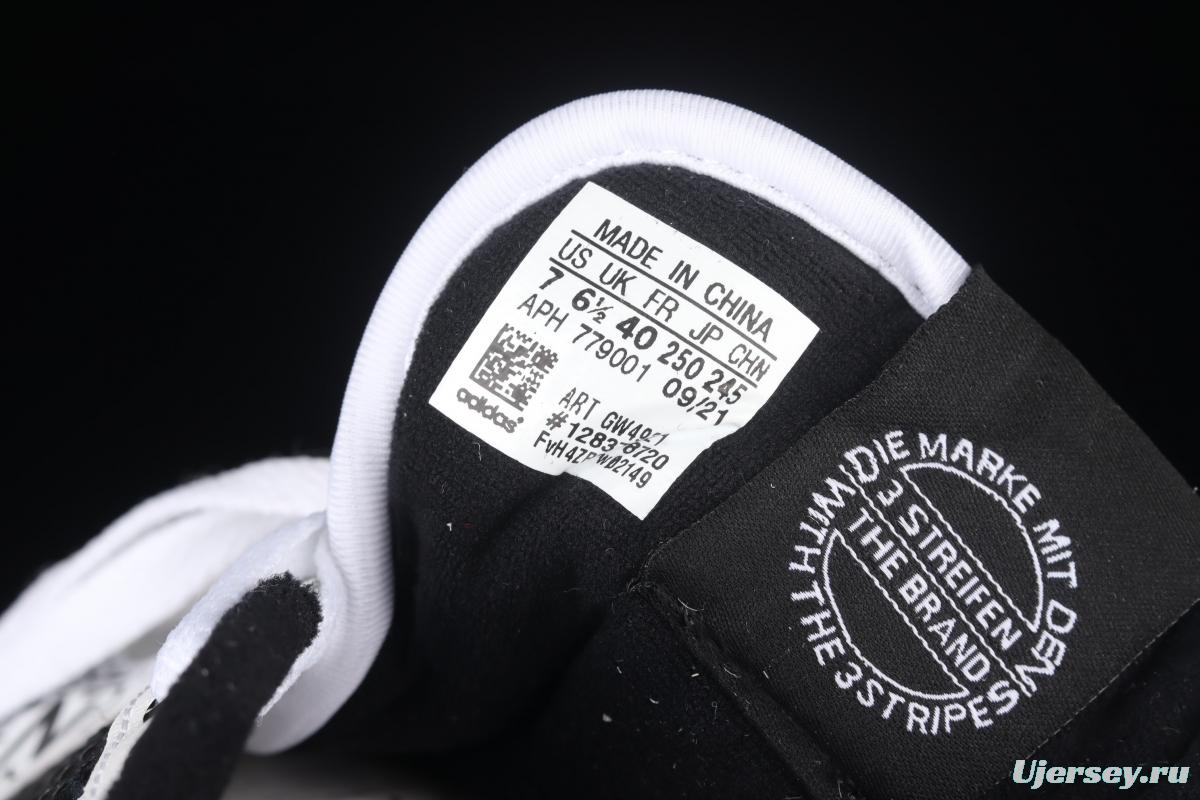 MADE IN CHINA
US UK FR JP CHN
7 6½ 40 250 245
APH 779001 09/21
adidas
ART
#1283-8720
DIE MARKE MIT DEN
3 STREIFEN
THE BRAND
WITH THE 3 STRIPES
Ujersey.ru